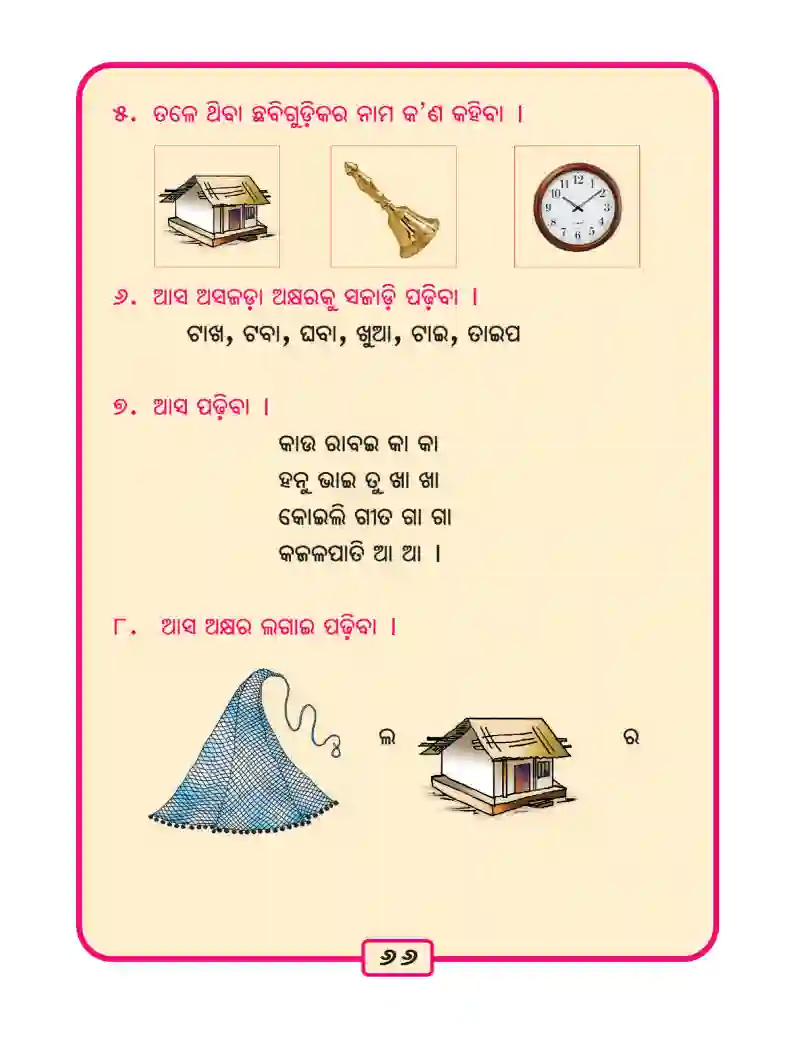 ୫. ତଳେ ଥିବା ଛବିଗୁଡ଼ିକର ନାମ କ'ଣ କହିବା ।
12 1 2 3 4 5 6 7 8 9 10 11
୬. ଆସ ଅସଜଡ଼ା ଅକ୍ଷରକୁ ସଜାଡ଼ି ପଢ଼ିବା ।
ଟାଖ, ଟବା, ଘବା, ଖୁଆ, ଟାଇ, ତାଇପ
୭. ଆସ ପଢ଼ିବା ।
କାଉ ରାବଇ କା କା
ହନୁ ଭାଇ ତୁ ଖା ଖା
କୋଇଲି ଗୀତ ଗା ଗା
କଜଳପାତି ଆ ଆ ।
୮. ଆସ ଅକ୍ଷର ଲଗାଇ ପଢ଼ିବା ।
ଲ ର
୬୬